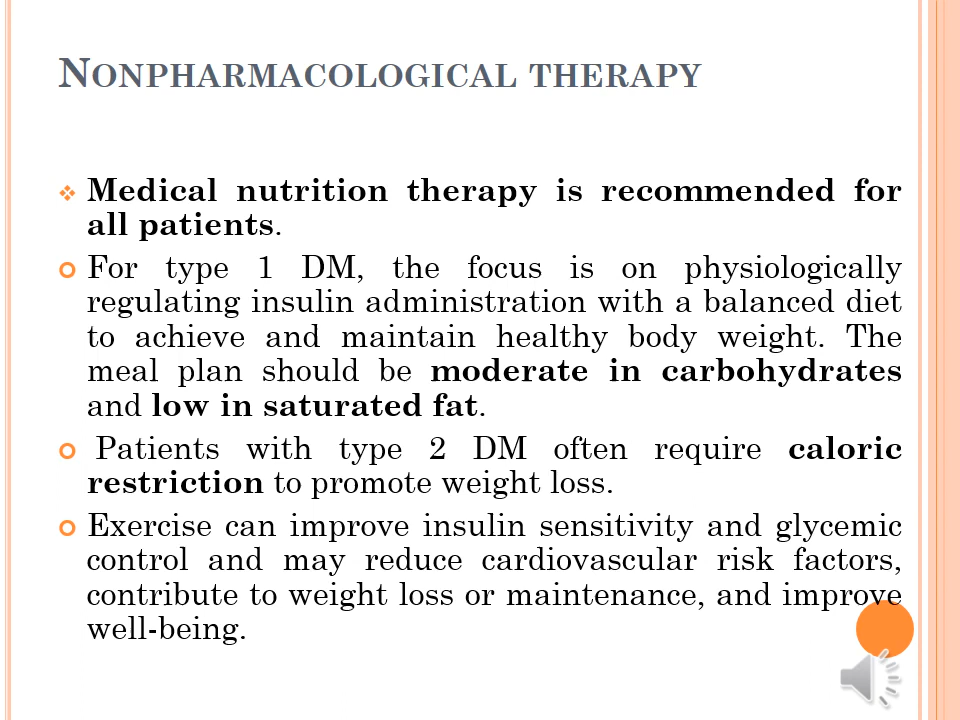 NONPHARMACOLOGICAL THERAPY
Medical nutrition therapy is recommended for
all patients.
For type 1 DM, the focus is on physiologically
regulating insulin administration with a balanced diet
to achieve and maintain healthy body weight. The
meal plan should be moderate in carbohydrates
and low in saturated fat.
Patients with type 2 DM often require caloric
restriction to promote weight loss.
Exercise can improve insulin sensitivity and glycemic
control and may reduce cardiovascular risk factors,
contribute to weight loss or maintenance, and improve
well-being.